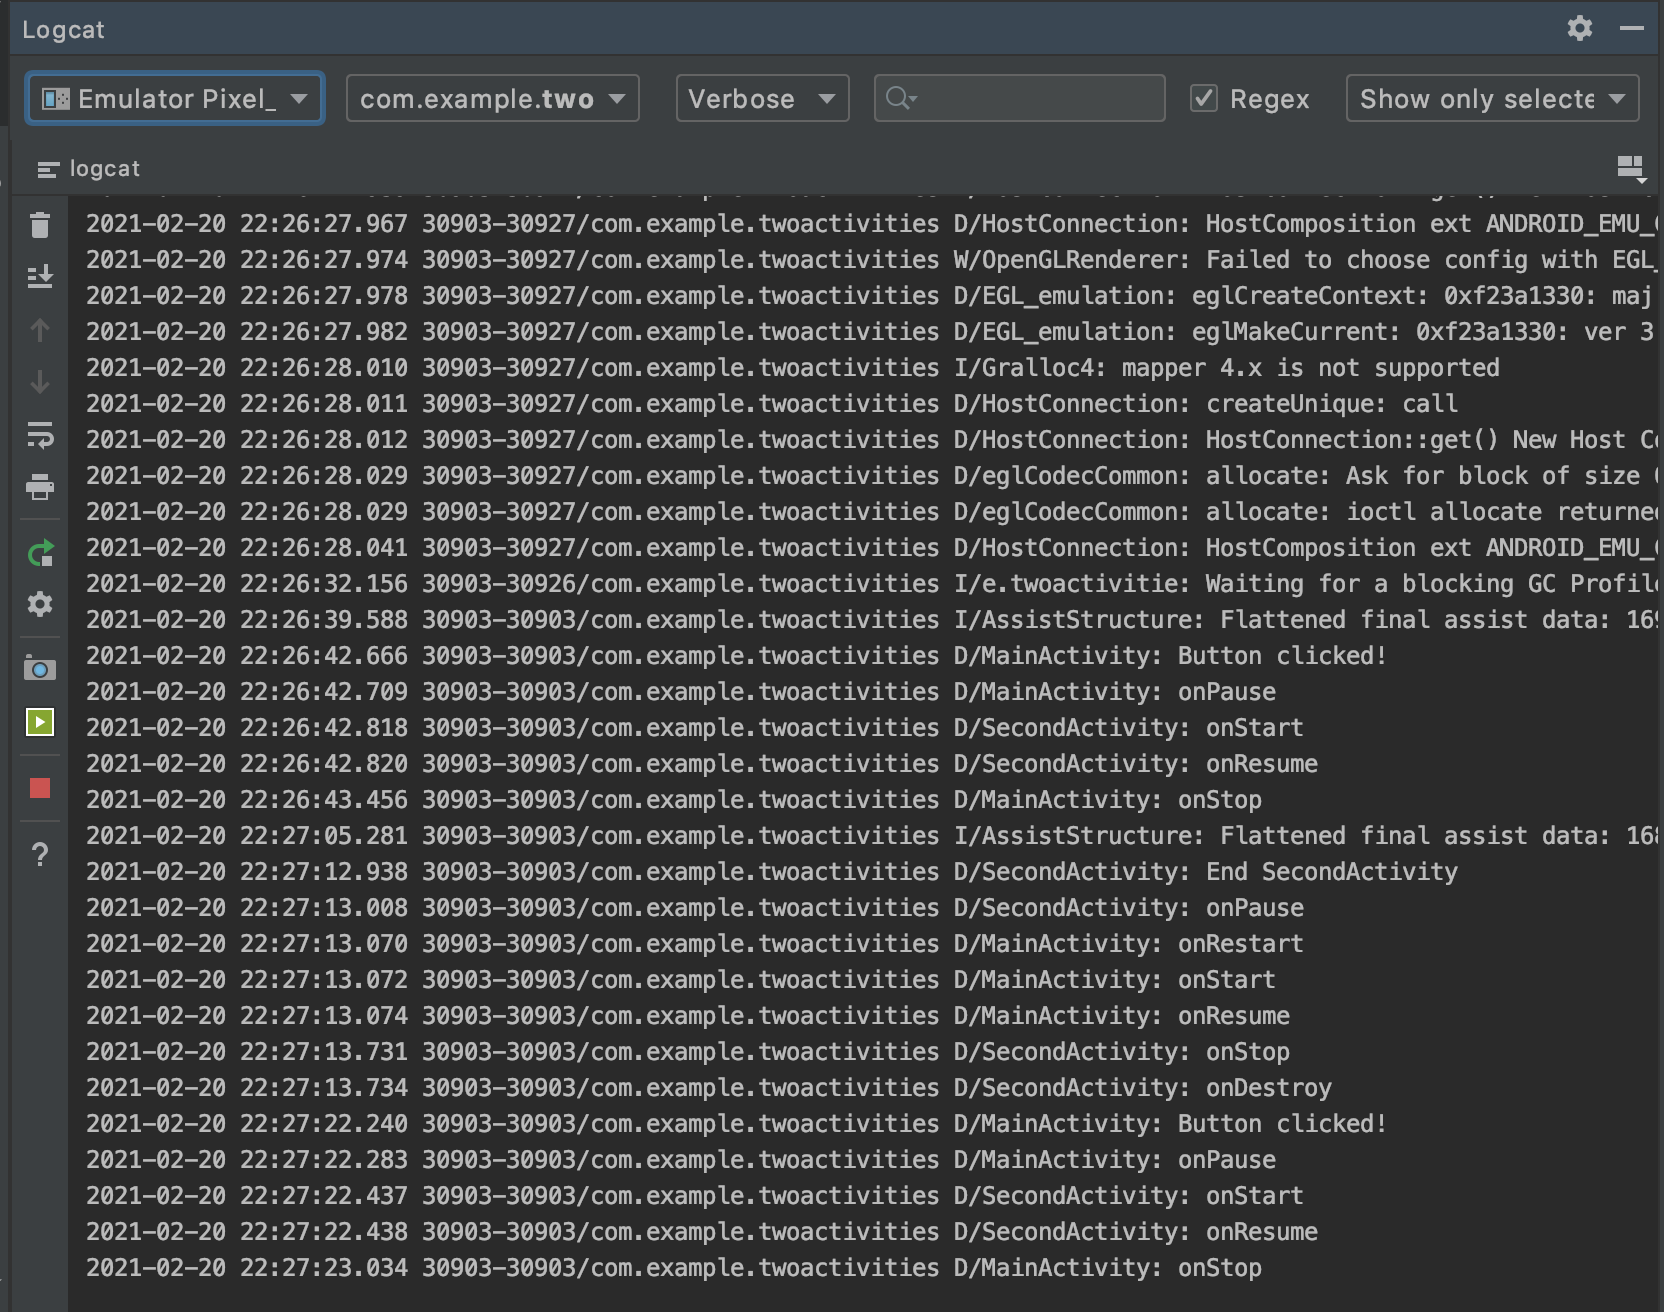 Logcat
Emulator Pixel_ com.example.two Verbose Regex Show only selecte
logcat
2021-02-20 22:26:27.967 30903-30927/com.example.twoactivities D/HostConnection: HostComposition ext ANDROID_EMU_
2021-02-20 22:26:27.974 30903-30927/com.example.twoactivities W/OpenGLRenderer: Failed to choose config with EGL_
2021-02-20 22:26:27.978 30903-30927/com.example.twoactivities D/EGL_emulation: eglCreateContext: 0xf23a1330: maj
2021-02-20 22:26:27.982 30903-30927/com.example.twoactivities D/EGL_emulation: eglMakeCurrent: 0xf23a1330: ver 3
2021-02-20 22:26:28.010 30903-30927/com.example.twoactivities I/Gralloc4: mapper 4.x is not supported
2021-02-20 22:26:28.011 30903-30927/com.example.twoactivities D/HostConnection: createUnique: call
2021-02-20 22:26:28.012 30903-30927/com.example.twoactivities D/HostConnection: HostConnection::get() New Host Co
2021-02-20 22:26:28.029 30903-30927/com.example.twoactivities D/eglCodecCommon: allocate: Ask for block of size
2021-02-20 22:26:28.029 30903-30927/com.example.twoactivities D/eglCodecCommon: allocate: ioctl allocate returned
2021-02-20 22:26:28.041 30903-30927/com.example.twoactivities D/HostConnection: HostComposition ext ANDROID_EMU_
2021-02-20 22:26:32.156 30903-30926/com.example.twoactivities I/e.twoactivitie: Waiting for a blocking GC Profile
2021-02-20 22:26:39.588 30903-30903/com.example.twoactivities I/AssistStructure: Flattened final assist data: 169
2021-02-20 22:26:42.666 30903-30903/com.example.twoactivities D/MainActivity: Button clicked!
2021-02-20 22:26:42.709 30903-30903/com.example.twoactivities D/MainActivity: onPause
2021-02-20 22:26:42.818 30903-30903/com.example.twoactivities D/SecondActivity: onStart
2021-02-20 22:26:42.820 30903-30903/com.example.twoactivities D/SecondActivity: onResume
2021-02-20 22:26:43.456 30903-30903/com.example.twoactivities D/MainActivity: onStop
2021-02-20 22:27:05.281 30903-30903/com.example.twoactivities I/AssistStructure: Flattened final assist data: 168
2021-02-20 22:27:12.938 30903-30903/com.example.twoactivities D/SecondActivity: End SecondActivity
2021-02-20 22:27:13.008 30903-30903/com.example.twoactivities D/SecondActivity: onPause
2021-02-20 22:27:13.070 30903-30903/com.example.twoactivities D/MainActivity: onRestart
2021-02-20 22:27:13.072 30903-30903/com.example.twoactivities D/MainActivity: onStart
2021-02-20 22:27:13.074 30903-30903/com.example.twoactivities D/MainActivity: onResume
2021-02-20 22:27:13.731 30903-30903/com.example.twoactivities D/SecondActivity: onStop
2021-02-20 22:27:13.734 30903-30903/com.example.twoactivities D/SecondActivity: onDestroy
2021-02-20 22:27:22.240 30903-30903/com.example.twoactivities D/MainActivity: Button clicked!
2021-02-20 22:27:22.283 30903-30903/com.example.twoactivities D/MainActivity: onPause
2021-02-20 22:27:22.437 30903-30903/com.example.twoactivities D/SecondActivity: onStart
2021-02-20 22:27:22.438 30903-30903/com.example.twoactivities D/SecondActivity: onResume
2021-02-20 22:27:23.034 30903-30903/com.example.twoactivities D/MainActivity: onStop